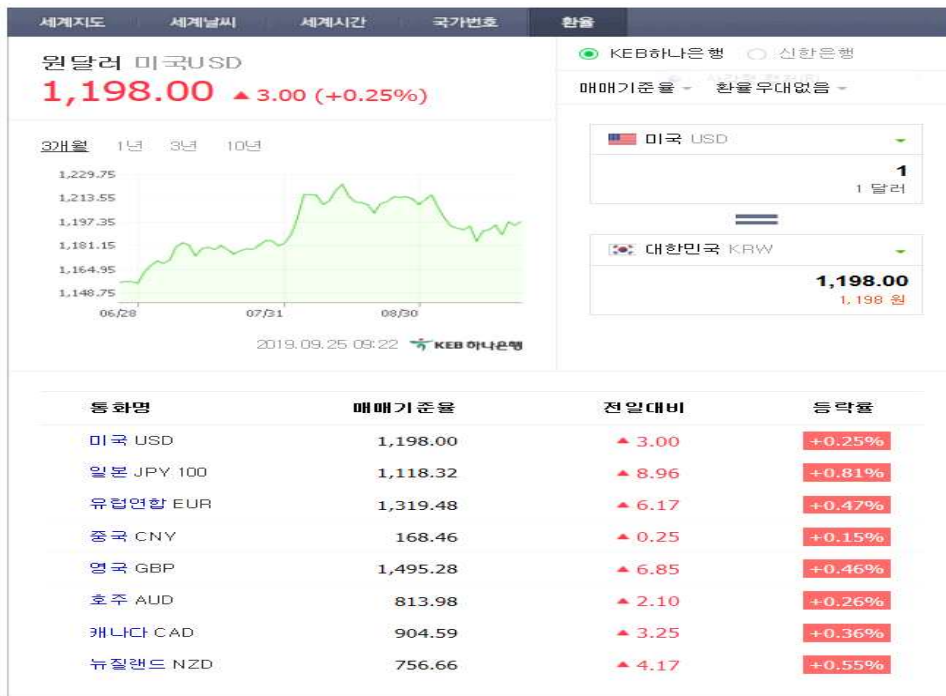 세계지도 세계날씨 세계시간 국가번호 환율
원달러 미국USD
1,198.00 ▲ 3.00 (+0.25%)
3개월 1년 3년 10년
1,229.75
1,213.55
1,197.35
1,181.15
1,164.95
1,148.75
06/28 07/31 08/30
2019.09.25 09:22 KEB 하나은행
KEB하나은행 신한은행
매매기준율 환율우대없음
미국 USD
1
1 달러
대한민국 KRW
1,198.00
1,198 원
통화명 매매기준율 전일대비 등락률
미국 USD 1,198.00 ▲ 3.00 +0.25%
일본 JPY 100 1,118.32 ▲ 8.96 +0.81%
유럽연합 EUR 1,319.48 ▲ 6.17 +0.47%
중국 CNY 168.46 ▲ 0.25 +0.15%
영국 GBP 1,495.28 ▲ 6.85 +0.46%
호주 AUD 813.98 ▲ 2.10 +0.26%
캐나다 CAD 904.59 ▲ 3.25 +0.36%
뉴질랜드 NZD 756.66 ▲ 4.17 +0.55%